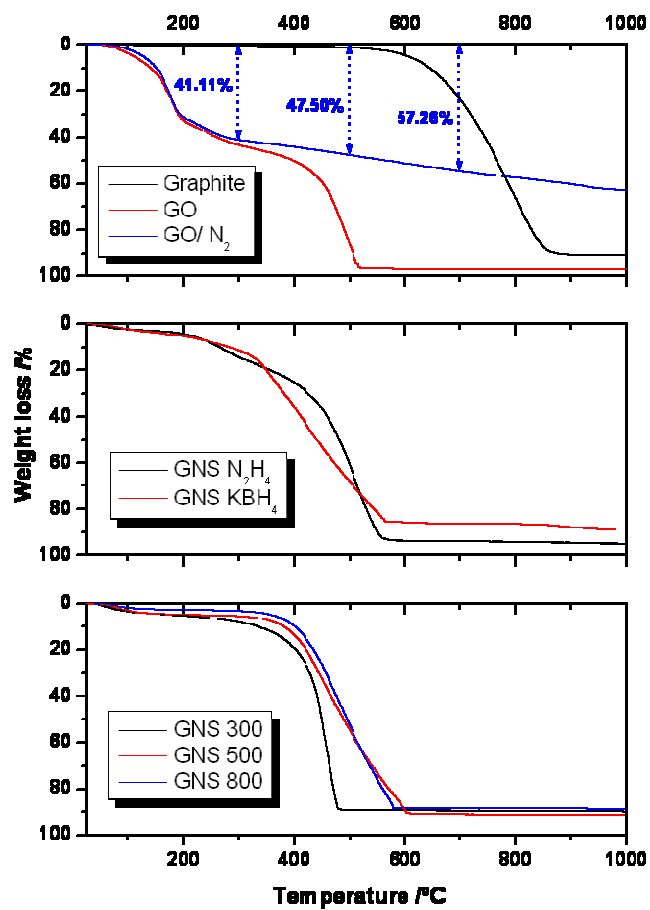 200 400 600 800 1000
0
20
40
60
80
100
41.11%
47.50%
57.26%
Graphite
GO
GO/ N₂
Weight loss /%
0
20
40
60
80
100
GNS N₂H₄
GNS KBH₄
0
20
40
60
80
100
GNS 300
GNS 500
GNS 800
200 400 600 800 1000
Temperature /ºC